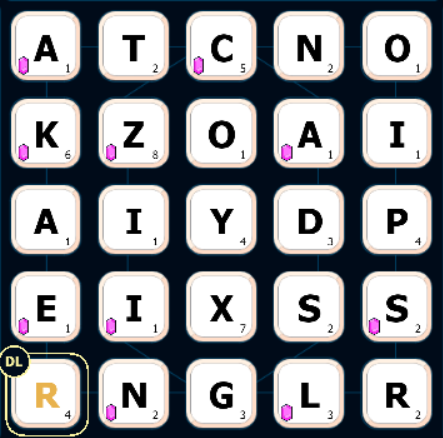 A 1 T 2 C 5 N 2 O 1
K 6 Z 8 O 1 A 1 I 1
A 1 I 1 Y 4 D 3 P 4
E 1 I 1 X 7 S 2 S 2
DL
R 4 N 2 G 3 L 3 R 2